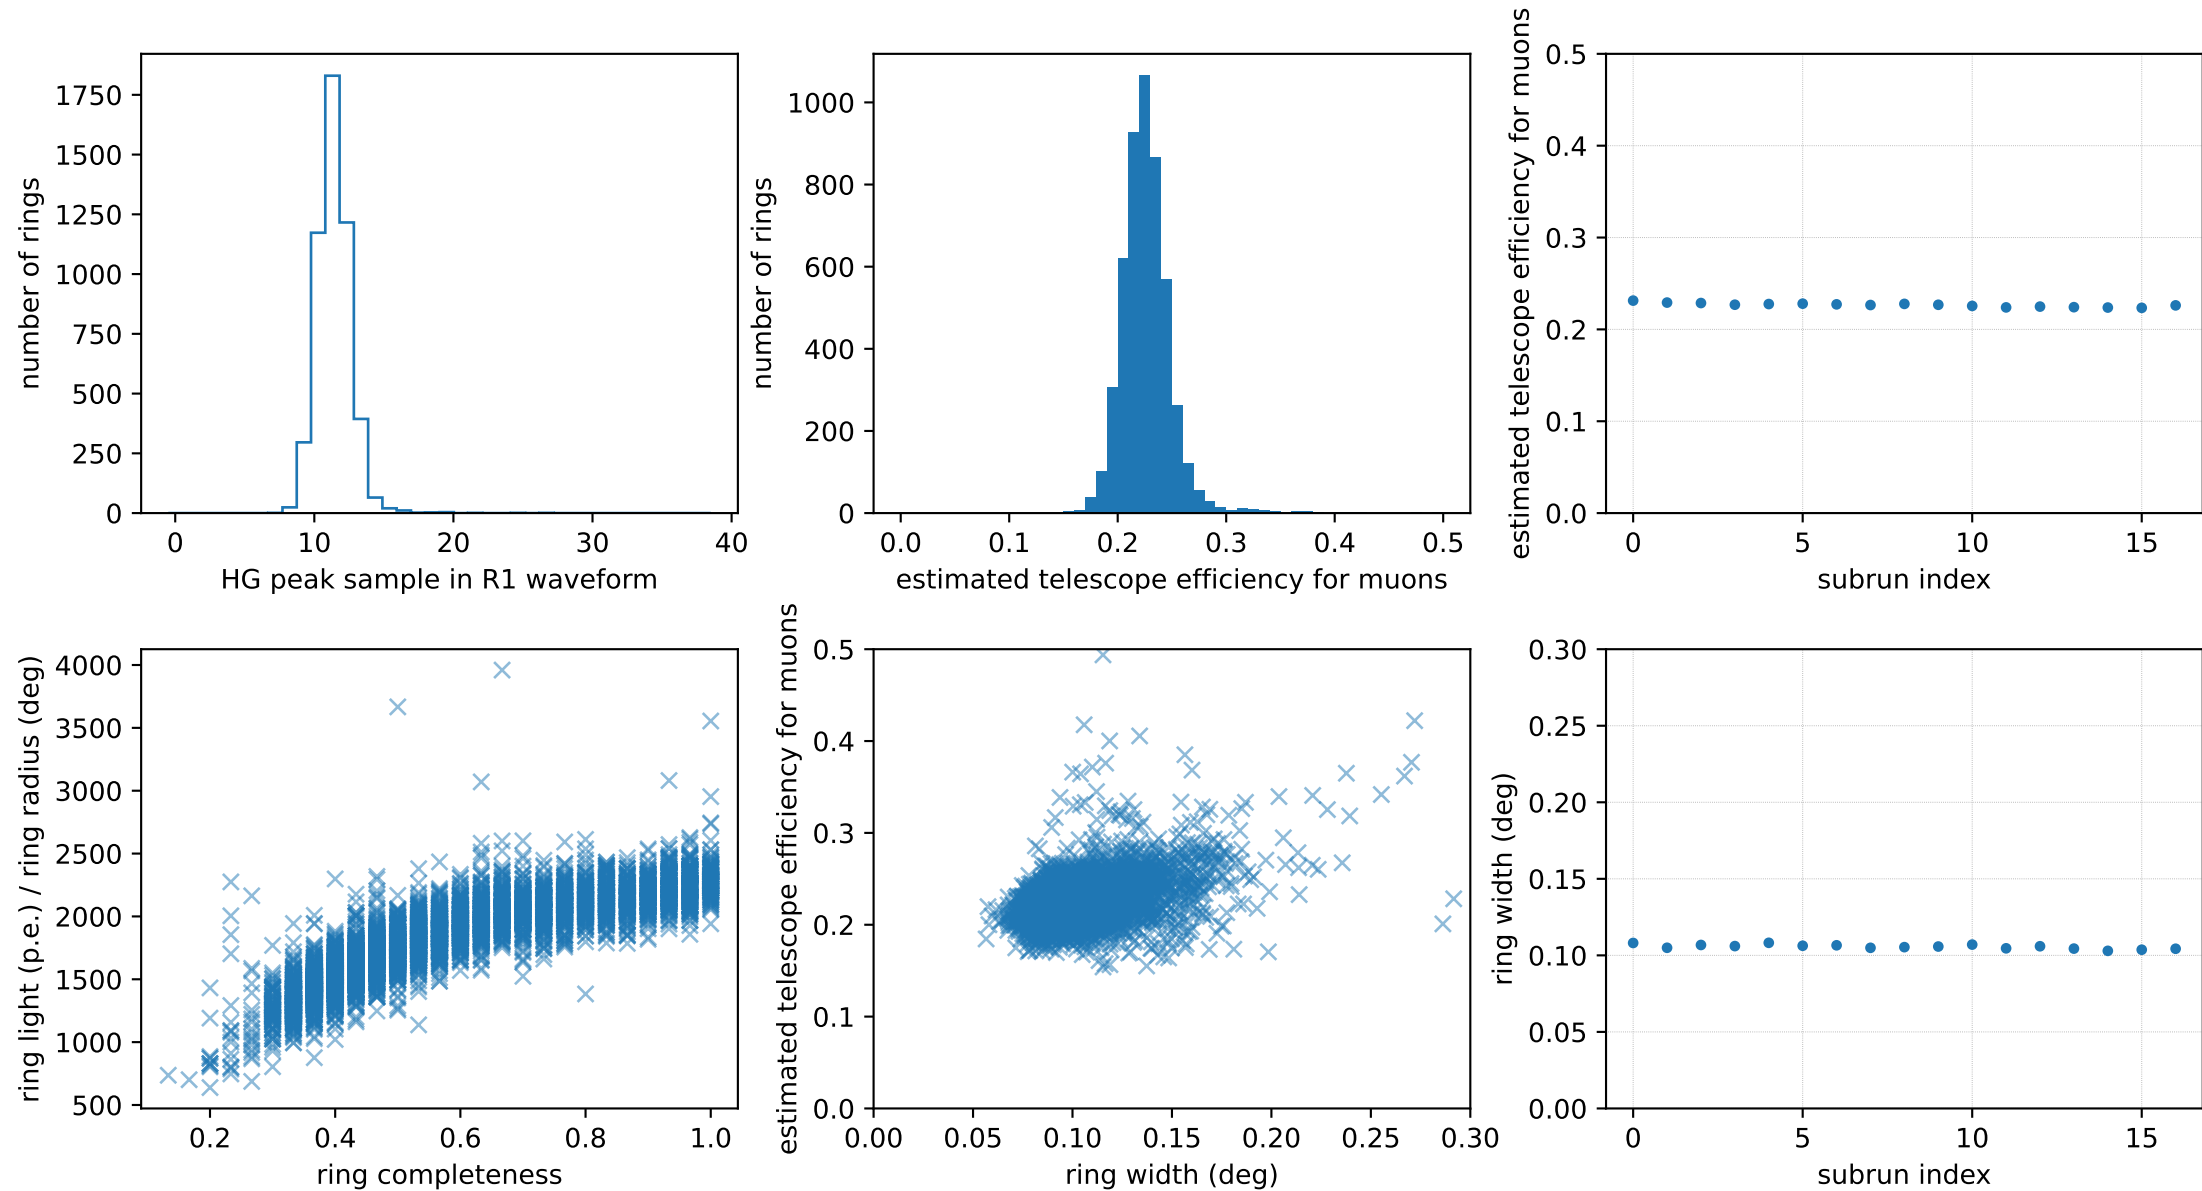 number of rings
1750
1500
1250
1000
750
500
250
0
0 10 20 30 40
HG peak sample in R1 waveform
number of rings
1000
800
600
400
200
0
0.0 0.1 0.2 0.3 0.4 0.5
estimated telescope efficiency for muons
estimated telescope efficiency for muons
0.5
0.4
0.3
0.2
0.1
0.0
0 5 10 15
subrun index
ring light (p.e.) / ring radius (deg)
4000
3500
3000
2500
2000
1500
1000
500
0.2 0.4 0.6 0.8 1.0
ring completeness
estimated telescope efficiency for muons
0.5
0.4
0.3
0.2
0.1
0.0
0.00 0.05 0.10 0.15 0.20 0.25 0.30
ring width (deg)
ring width (deg)
0.30
0.25
0.20
0.15
0.10
0.05
0.00
0 5 10 15
subrun index